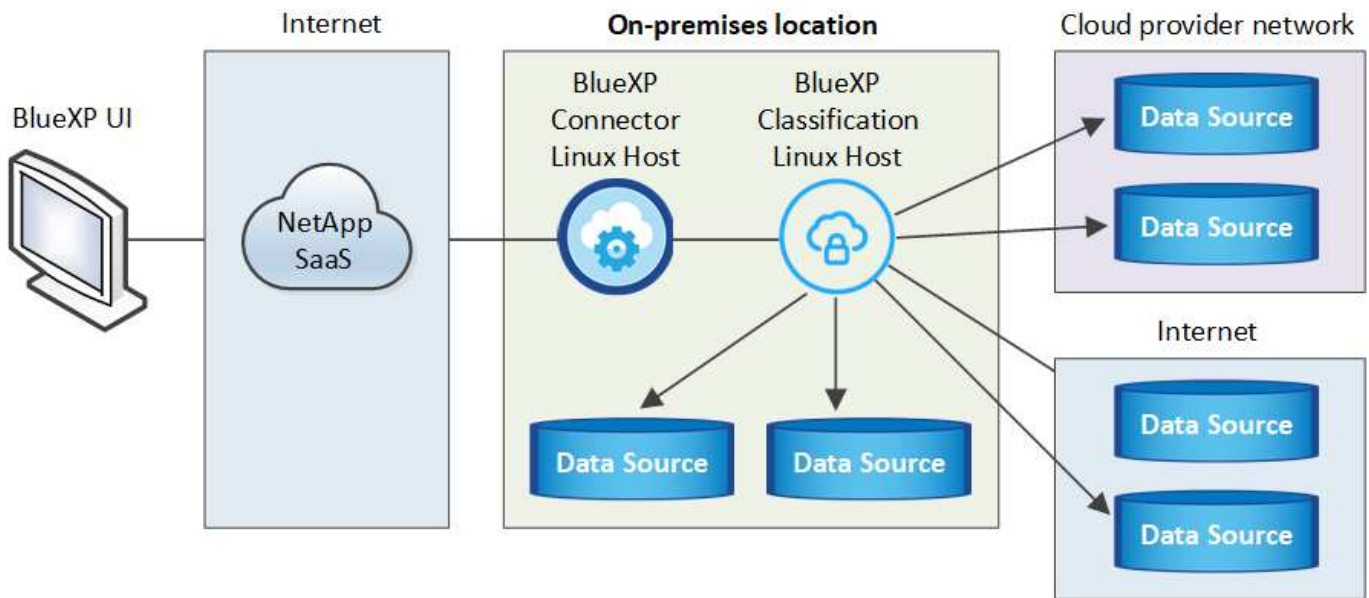 Internet
On-premises location
Cloud provider network
BlueXP UI
NetApp
SaaS
BlueXP
Connector
Linux Host
BlueXP
Classification
Linux Host
Data Source
Data Source
Data Source
Data Source
Internet
Data Source
Data Source